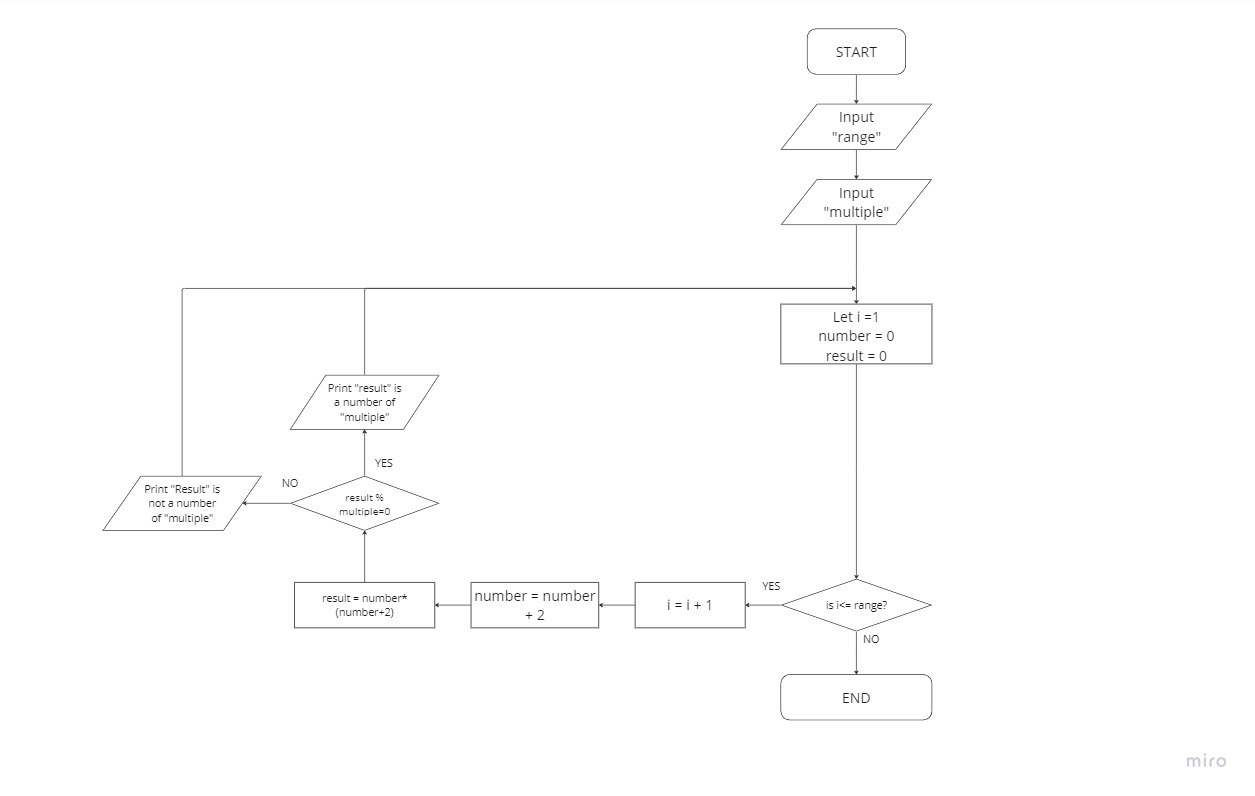 START
Input
"range"
Input
"multiple"
Let i =1
number = 0
result = 0
Print "result" is
a number of
"multiple"
YES
NO
Print "Result" is
not a number
of "multiple"
result %
multiple=0
result = number*
(number+2)
number = number
+ 2
i = i + 1
YES
is i<= range?
NO
END
miro